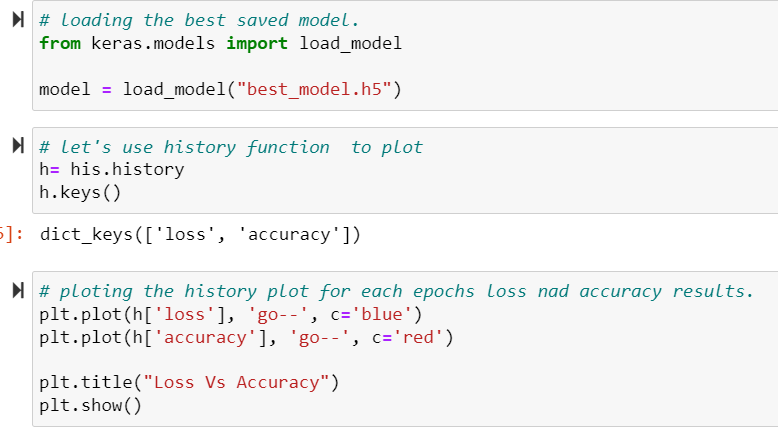 # loading the best saved model.
from keras.models import load_model
model = load_model("best_model.h5")
# let's use history function  to plot
h= his.history
h.keys()
5]: dict_keys(['loss', 'accuracy'])
# ploting the history plot for each epochs loss nad accuracy results.
plt.plot(h['loss'], 'go--', c='blue')
plt.plot(h['accuracy'], 'go--', c='red')
plt.title("Loss Vs Accuracy")
plt.show()